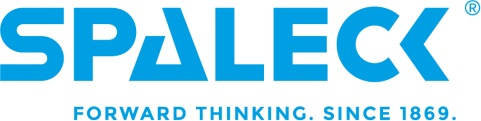 SPALECK®
FORWARD THINKING. SINCE 1869.